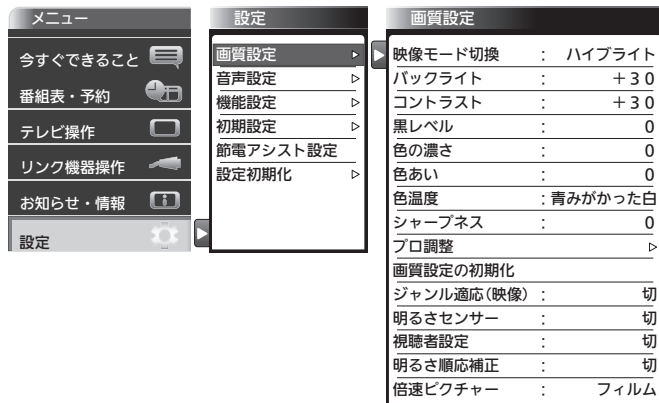 メニュー
今すぐできること
番組表・予約
テレビ操作
リンク機器操作
お知らせ・情報
設定
設定
画質設定
音声設定
機能設定
初期設定
節電アシスト設定
設定初期化
画質設定
映像モード切換 : ハイブライト
バックライト : +30
コントラスト : +30
黒レベル : 0
色の濃さ : 0
色あい : 0
色温度 : 青みがかった白
シャープネス : 0
プロ調整
画質設定の初期化
ジャンル適応(映像) : 切
明るさセンサー : 切
視聴者設定 : 切
明るさ順応補正 : 切
倍速ピクチャー : フィルム